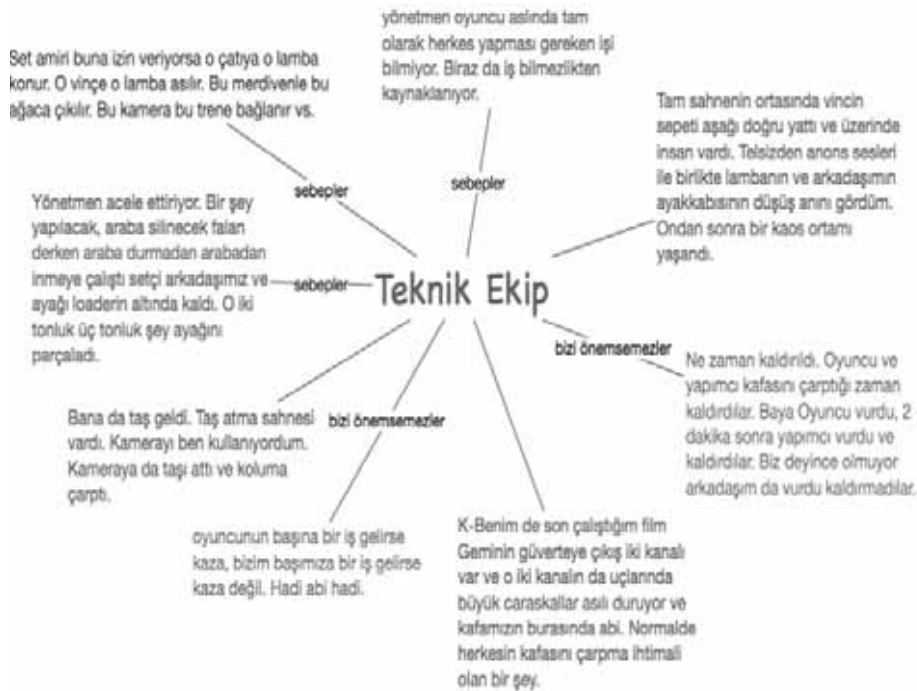 yönetmen oyuncu aslında tam
olarak herkes yapması gereken işi
bilmiyor. Biraz da iş bilmezlikten
kaynaklanıyor.
Set amiri buna izin veriyorsa o çatıya o lamba
konur. O vinçe o lamba asılır. Bu merdivenle bu
ağaca çıkılır. Bu kamera bu trene bağlanır vs.
Tam sahnenin ortasında vincin
sepeti aşağı doğru yattı ve üzerinde
insan vardı. Telsizden anons sesleri
ile birlikte lambanın ve arkadaşımın
ayakkabısının düşüş anını gördüm.
Ondan sonra bir kaos ortamı
yaşandı.
sebepler
sebepler
Yönetmen acele ettiriyor. Bir şey
yapılacak, araba silinecek falan
derken araba durmadan arabadan
inmeye çalıştı setçi arkadaşımız ve
ayağı loaderin altında kaldı. O iki
tonluk üç tonluk şey ayağını
parçaladı.
sebepler
Teknik Ekip
bizi önemsemezler
Ne zaman kaldırıldı. Oyuncu ve
yapımcı kafasını çarptığı zaman
kaldırdılar. Baya Oyuncu vurdu, 2
dakika sonra yapımcı vurdu ve
kaldırdılar. Biz deyince olmuyor
arkadaşım da vurdu kaldırmadılar.
Bana da taş geldi. Taş atma sahnesi
vardı. Kamerayı ben kullanıyordum.
Kameraya da taşı attı ve koluma
çarptı.
bizi önemsemezler
oyuncunun başına bir iş gelirse
kaza, bizim başımıza bir iş gelirse
kaza değil. Hadi abi hadi.
K-Benim de son çalıştığım film
Geminin güverteye çıkış iki kanalı
var ve o iki kanalın da uçlarında
büyük caraskallar asılı duruyor ve
kafamızın burasında abi. Normalde
herkesin kafasını çarpma ihtimali
olan bir şey.